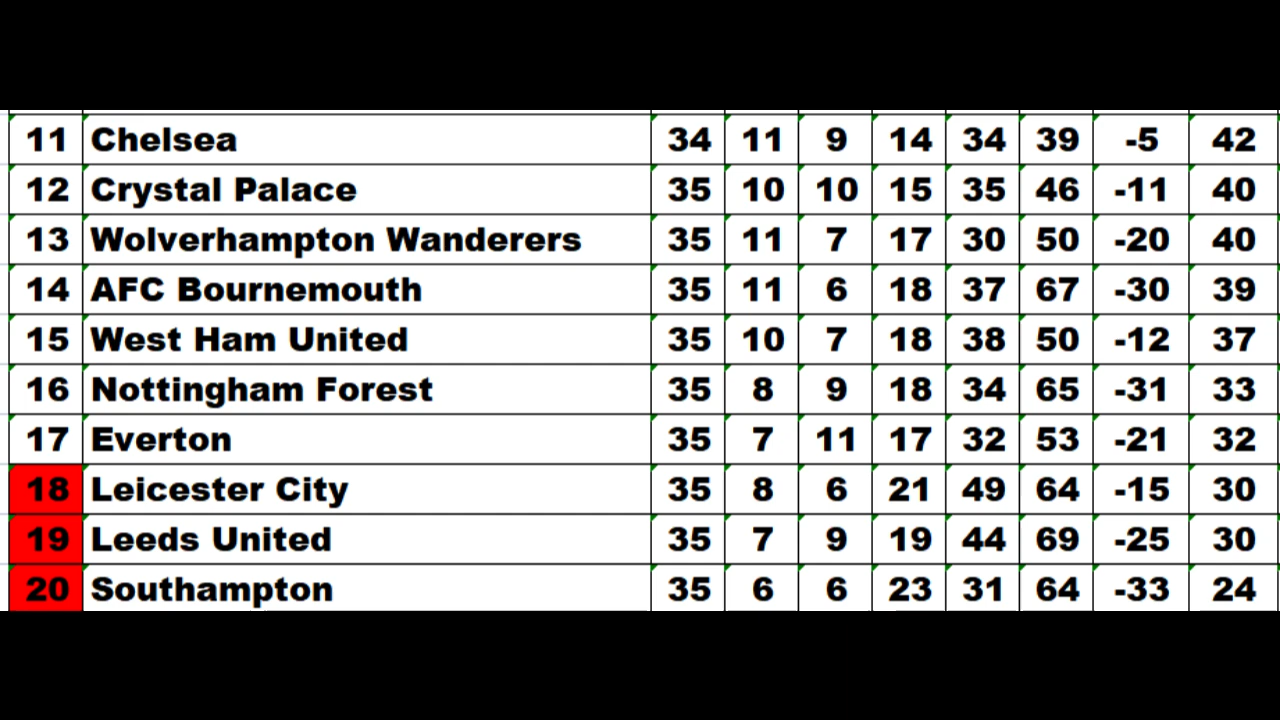 11 Chelsea 34 11 9 14 34 39 -5 42
12 Crystal Palace 35 10 10 15 35 46 -11 40
13 Wolverhampton Wanderers 35 11 7 17 30 50 -20 40
14 AFC Bournemouth 35 11 6 18 37 67 -30 39
15 West Ham United 35 10 7 18 38 50 -12 37
16 Nottingham Forest 35 8 9 18 34 65 -31 33
17 Everton 35 7 11 17 32 53 -21 32
18 Leicester City 35 8 6 21 49 64 -15 30
19 Leeds United 35 7 9 19 44 69 -25 30
20 Southampton 35 6 6 23 31 64 -33 24